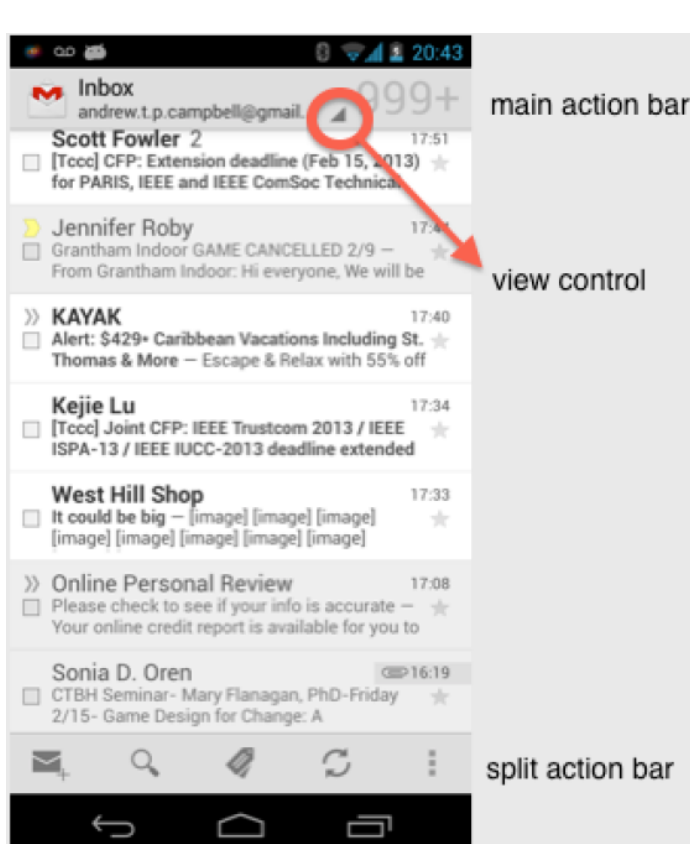 20:43
Inbox
andrew.t.p.campbell@gmail.
999+
main action bar
Scott Fowler 2
17:51
[Tccc] CFP: Extension deadline (Feb 15, 2013)
for PARIS, IEEE and IEEE ComSoc Technical
Jennifer Roby
Grantham Indoor GAME CANCELLED 2/9 —
From Grantham Indoor: Hi everyone, We will be
view control
KAYAK
17:40
Alert: $429+ Caribbean Vacations Including St.
Thomas & More — Escape & Relax with 55% off
Kejie Lu
17:34
[Tccc] Joint CFP: IEEE Trustcom 2013 / IEEE
ISPA-13 / IEEE IUCC-2013 deadline extended
West Hill Shop
17:33
It could be big — [image] [image] [image]
[image] [image] [image] [image] [image]
Online Personal Review
17:08
Please check to see if your info is accurate —
Your online credit report is available for you to
Sonia D. Oren
16:19
CTBH Seminar- Mary Flanagan, PhD-Friday
2/15- Game Design for Change: A
split action bar